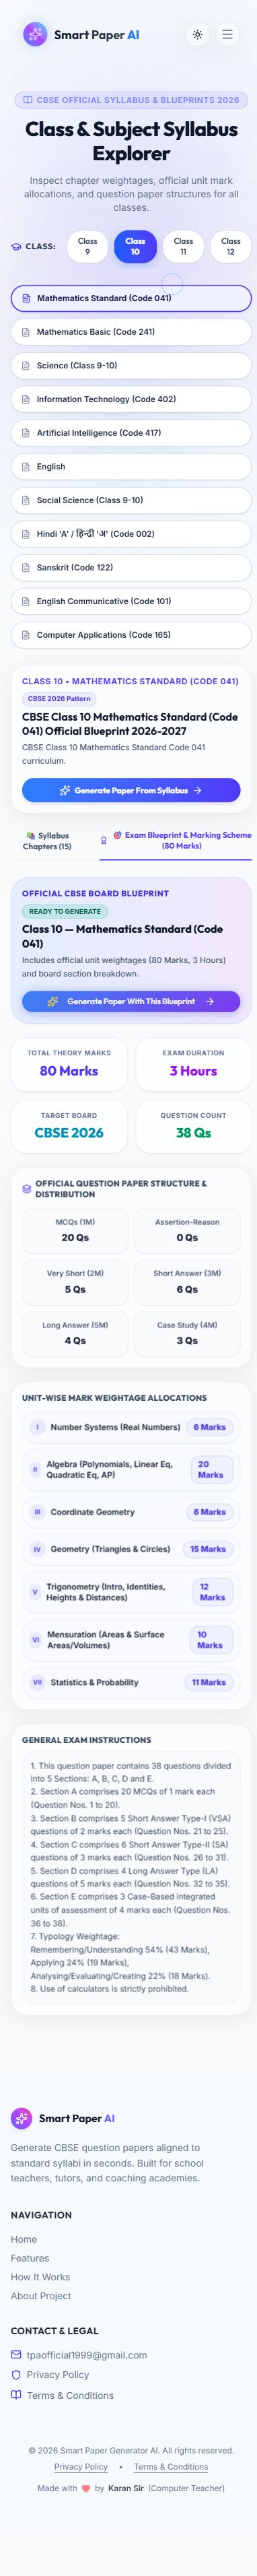 Smart Paper AI
CBSE OFFICIAL SYLLABUS & BLUEPRINTS 2026
Class & Subject Syllabus
Explorer
Inspect chapter weightages, official unit mark
allocations, and question paper structures for all
classes.
CLASS:
Class
9
Class
10
Class
11
Class
12
Mathematics Standard (Code 041)
Mathematics Basic (Code 241)
Science (Class 9-10)
Information Technology (Code 402)
Artificial Intelligence (Code 417)
English
Social Science (Class 9-10)
Hindi 'A' / हिन्दी 'अ' (Code 002)
Sanskrit (Code 122)
English Communicative (Code 101)
Computer Applications (Code 165)
CLASS 10 • MATHEMATICS STANDARD (CODE 041)
CBSE 2026 Pattern
CBSE Class 10 Mathematics Standard (Code
041) Official Blueprint 2026-2027
CBSE Class 10 Mathematics Standard Code 041
curriculum.
Generate Paper From Syllabus
Syllabus
Chapters (15)
Exam Blueprint & Marking Scheme
(80 Marks)
OFFICIAL CBSE BOARD BLUEPRINT
READY TO GENERATE
Class 10 — Mathematics Standard (Code
041)
Includes official unit weightages (80 Marks, 3 Hours)
and board section breakdown.
Generate Paper With This Blueprint
TOTAL THEORY MARKS
80 Marks
EXAM DURATION
3 Hours
TARGET BOARD
CBSE 2026
QUESTION COUNT
38 Qs
OFFICIAL QUESTION PAPER STRUCTURE &
DISTRIBUTION
MCQs (1M)
20 Qs
Assertion-Reason
0 Qs
Very Short (2M)
5 Qs
Short Answer (3M)
6 Qs
Long Answer (5M)
4 Qs
Case Study (4M)
3 Qs
UNIT-WISE MARK WEIGHTAGE ALLOCATIONS
I Number Systems (Real Numbers) 6 Marks
II Algebra (Polynomials, Linear Eq,
Quadratic Eq, AP) 20
Marks
III Coordinate Geometry 6 Marks
IV Geometry (Triangles & Circles) 15 Marks
V Trigonometry (Intro, Identities,
Heights & Distances) 12
Marks
VI Mensuration (Areas & Surface
Areas/Volumes) 10
Marks
VII Statistics & Probability 11 Marks
GENERAL EXAM INSTRUCTIONS
1. This question paper contains 38 questions divided
into 5 Sections: A, B, C, D and E.
2. Section A comprises 20 MCQs of 1 mark each
(Question Nos. 1 to 20).
3. Section B comprises 5 Short Answer Type-I (VSA)
questions of 2 marks each (Question Nos. 21 to 25).
4. Section C comprises 6 Short Answer Type-II (SA)
questions of 3 marks each (Question Nos. 26 to 31).
5. Section D comprises 4 Long Answer Type (LA)
questions of 5 marks each (Question Nos. 32 to 35).
6. Section E comprises 3 Case-Based integrated
units of assessment of 4 marks each (Question Nos.
36 to 38).
7. Typology Weightage:
Remembering/Understanding 54% (43 Marks),
Applying 24% (19 Marks),
Analysing/Evaluating/Creating 22% (18 Marks).
8. Use of calculators is strictly prohibited.
Smart Paper AI
Generate CBSE question papers aligned to
standard syllabi in seconds. Built for school
teachers, tutors, and coaching academies.
NAVIGATION
Home
Features
How It Works
About Project
CONTACT & LEGAL
tpaofficial1999@gmail.com
Privacy Policy
Terms & Conditions
© 2026 Smart Paper Generator AI. All rights reserved.
Privacy Policy • Terms & Conditions
Made with ❤️ by Karan Sir (Computer Teacher)